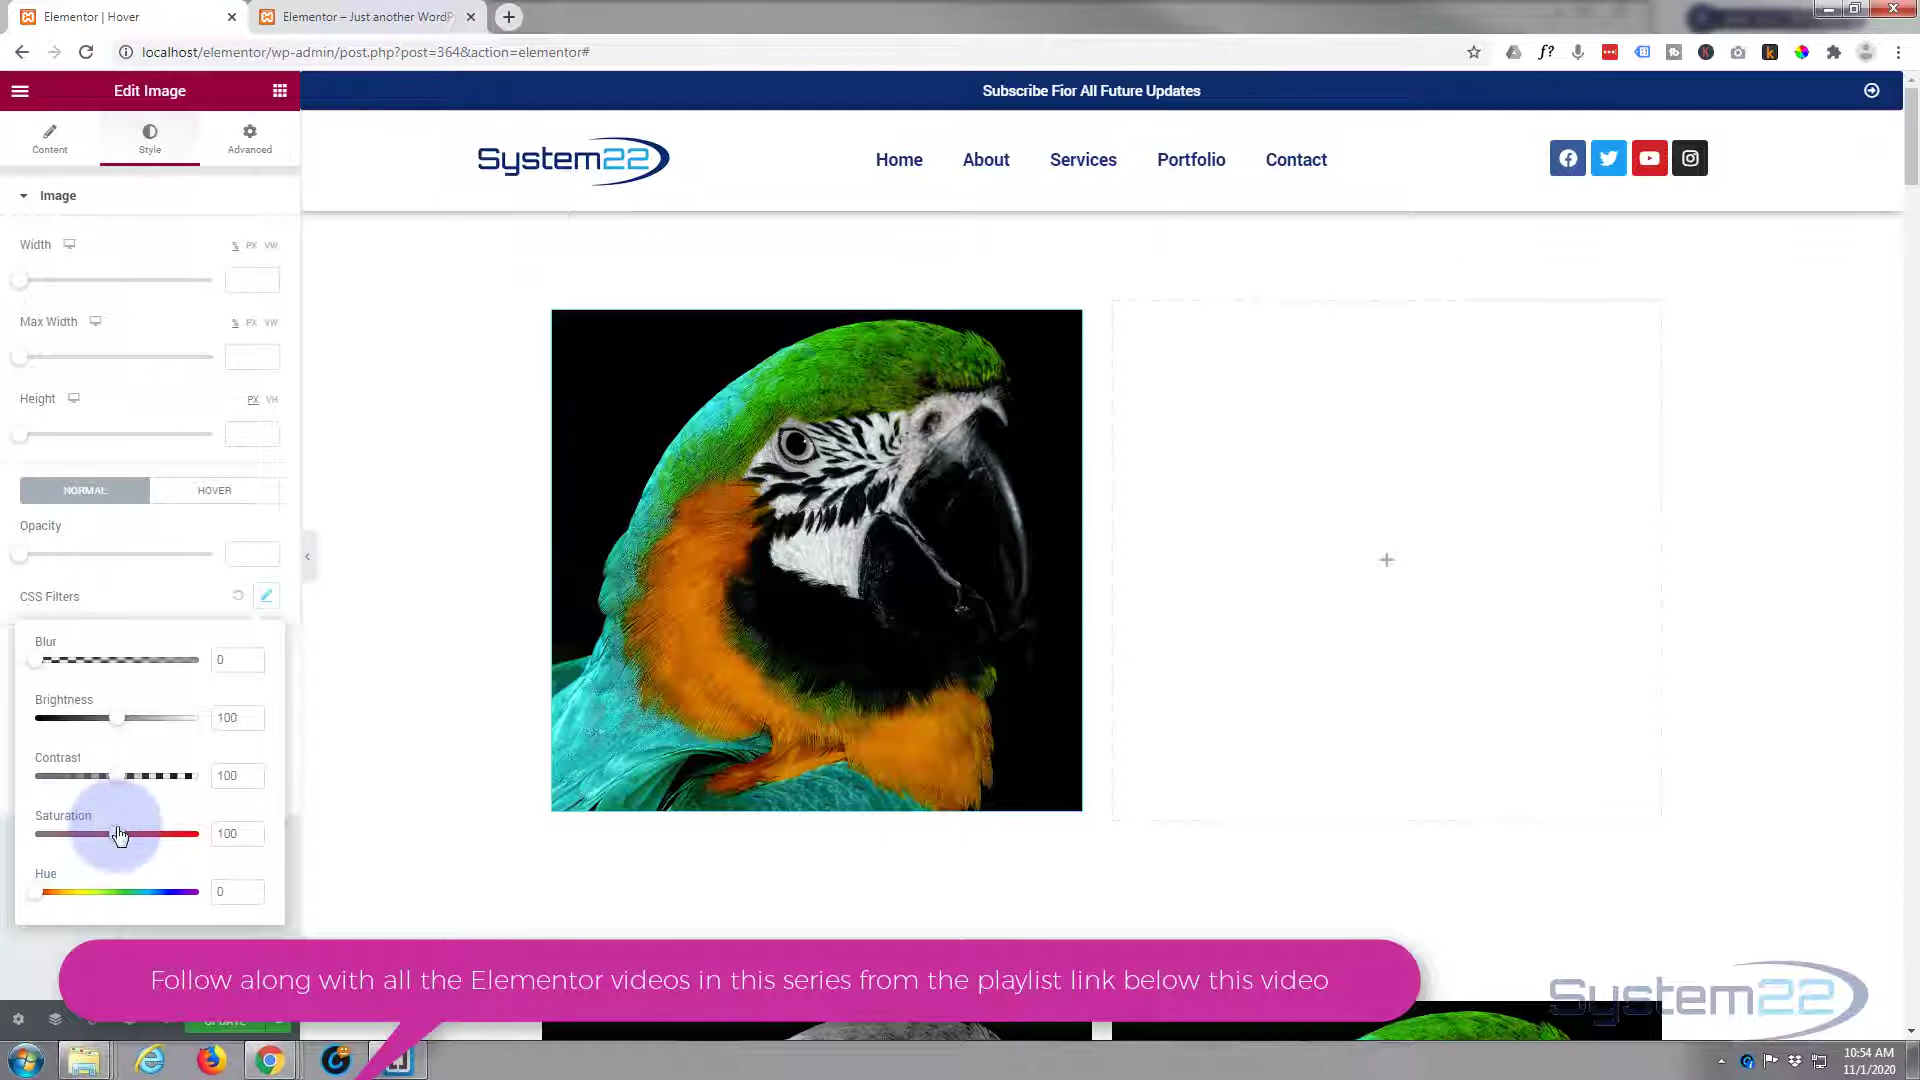 Elementor | Hover
Elementor – Just another WordP
localhost/elementor/wp-admin/post.php?post=364&action=elementor#
f?
Edit Image
Subscribe Fior All Future Updates
Content
Style
Advanced
System22
Home
About
Services
Portfolio
Contact
Image
Width
% PX VW
Max Width
% PX VW
Height
PX VH
NORMAL
HOVER
Opacity
CSS Filters
Blur
0
Brightness
100
Contrast
100
Saturation
100
Hue
0
Follow along with all the Elementor videos in this series from the playlist link below this video
System22
UPDATE
10:54 AM
11/1/2020